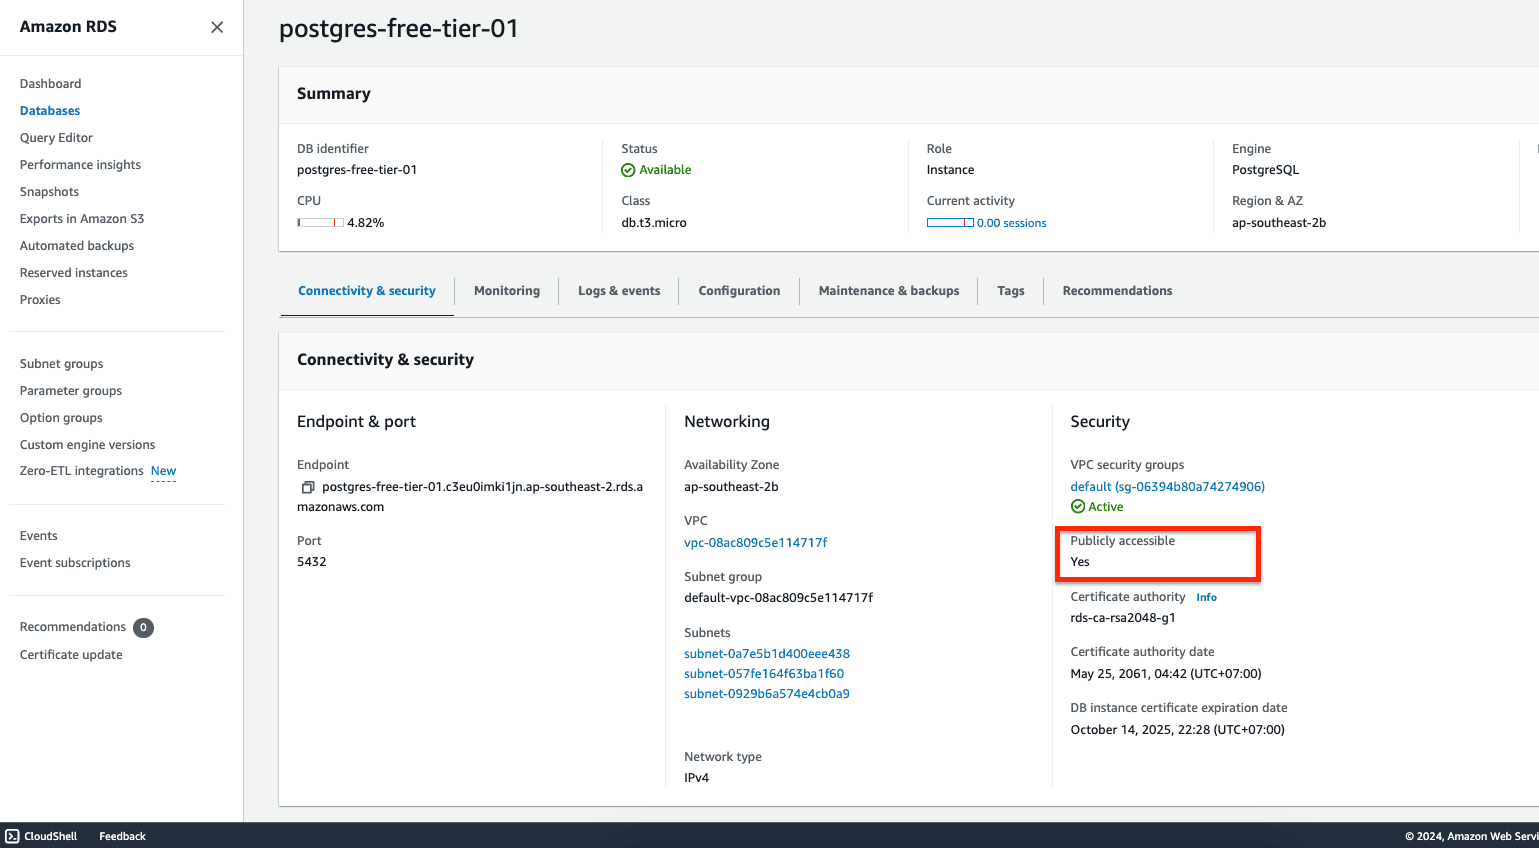 Amazon RDS
Dashboard
Databases
Query Editor
Performance insights
Snapshots
Exports in Amazon S3
Automated backups
Reserved instances
Proxies
Subnet groups
Parameter groups
Option groups
Custom engine versions
Zero-ETL integrations New
Events
Event subscriptions
Recommendations 0
Certificate update
postgres-free-tier-01
Summary
DB identifier
postgres-free-tier-01
CPU
4.82%
Status
Available
Class
db.t3.micro
Role
Instance
Current activity
0.00 sessions
Engine
PostgreSQL
Region & AZ
ap-southeast-2b
Connectivity & security
Monitoring
Logs & events
Configuration
Maintenance & backups
Tags
Recommendations
Connectivity & security
Endpoint & port
Endpoint
postgres-free-tier-01.c3eu0imki1jn.ap-southeast-2.rds.a
mazonaws.com
Port
5432
Networking
Availability Zone
ap-southeast-2b
VPC
vpc-08ac809c5e114717f
Subnet group
default-vpc-08ac809c5e114717f
Subnets
subnet-0a7e5b1d400eee438
subnet-057fe164f63ba1f60
subnet-0929b6a574e4cb0a9
Network type
IPv4
Security
VPC security groups
default (sg-06394b80a74274906)
Active
Publicly accessible
Yes
Certificate authority Info
rds-ca-rsa2048-g1
Certificate authority date
May 25, 2061, 04:42 (UTC+07:00)
DB instance certificate expiration date
October 14, 2025, 22:28 (UTC+07:00)
CloudShell
Feedback
© 2024, Amazon Web Servi